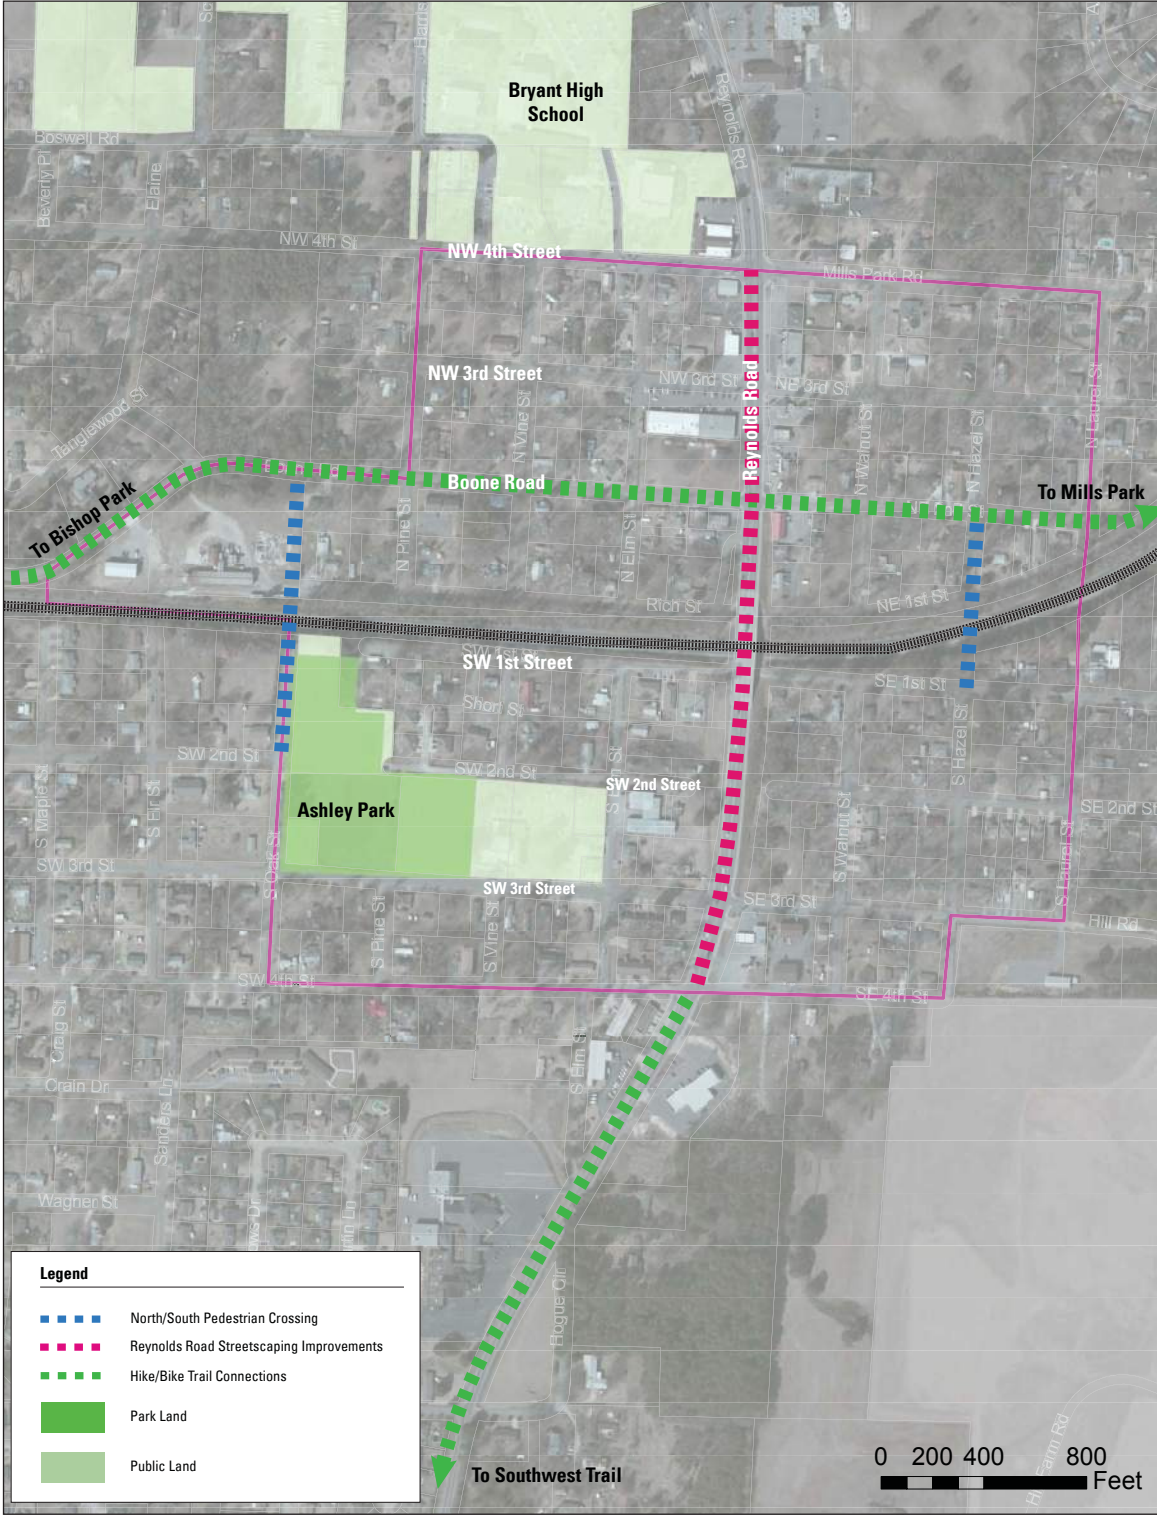 Bryant High
School
Reynolds Rd
Boswell Rd
Beverly Pl
Elaine
NW 4th St
NW 4th Street
Mills Park Rd
NW 3rd Street
NW 3rd St
NE 3rd St
Reynolds Road
N Vine St
N Walnut St
N Hazel St
N Laurel St
Tanglewood St
Boone Road
To Mills Park
To Bishop Park
N Pine St
N Elm St
Rich St
NE 1st St
SW 1st St
SW 1st Street
SE 1st St
Short St
SW 2nd St
SW 2nd St
SW 2nd Street
S Hazel St
SE 2nd St
Ashley Park
S Maple St
S Fir St
S Oak St
S Walnut St
S Laurel St
SW 3rd St
SW 3rd Street
SE 3rd St
Hill Rd
S Pine St
S Vine St
SW 4th St
SE 4th St
Craig St
S Elm St
Crain Dr
Sanders Ln
Wagner St
Hogue Cir
To Southwest Trail
Legend
North/South Pedestrian Crossing
Reynolds Road Streetscaping Improvements
Hike/Bike Trail Connections
Park Land
Public Land
0 200 400 800
Feet